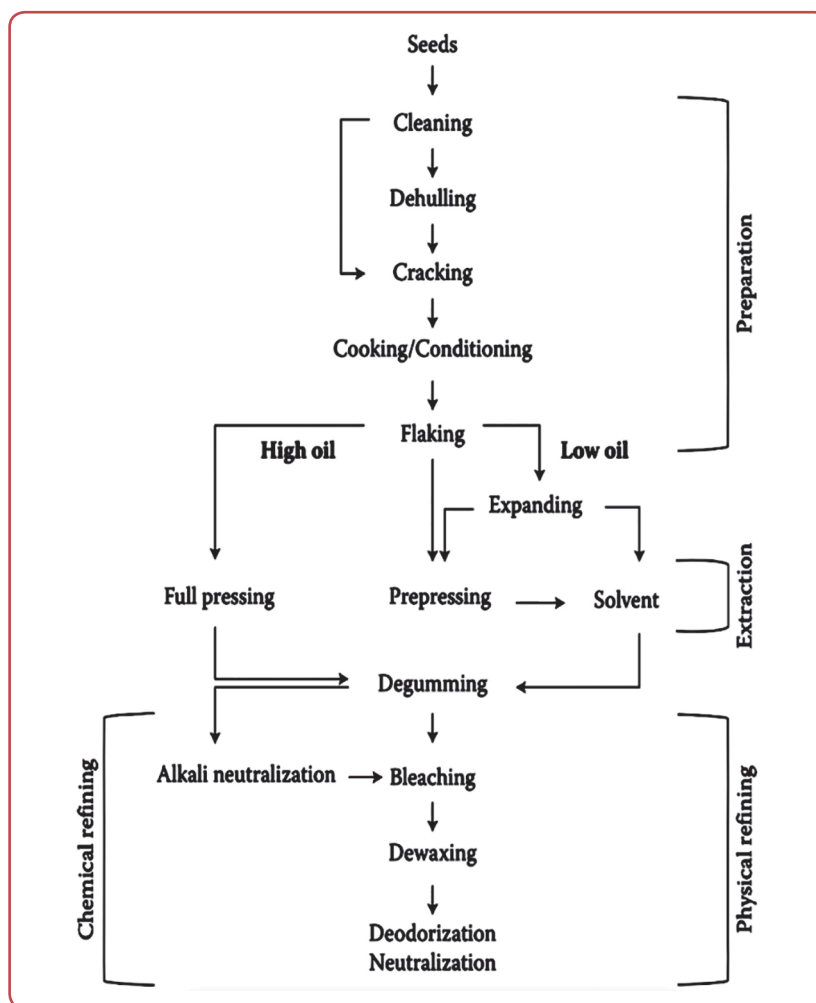 Seeds
Cleaning
Dehulling
Cracking
Cooking/Conditioning
Preparation
Flaking
High oil
Low oil
Expanding
Full pressing
Prepressing
Solvent
Extraction
Degumming
Alkali neutralization
Bleaching
Dewaxing
Deodorization
Neutralization
Chemical refining
Physical refining